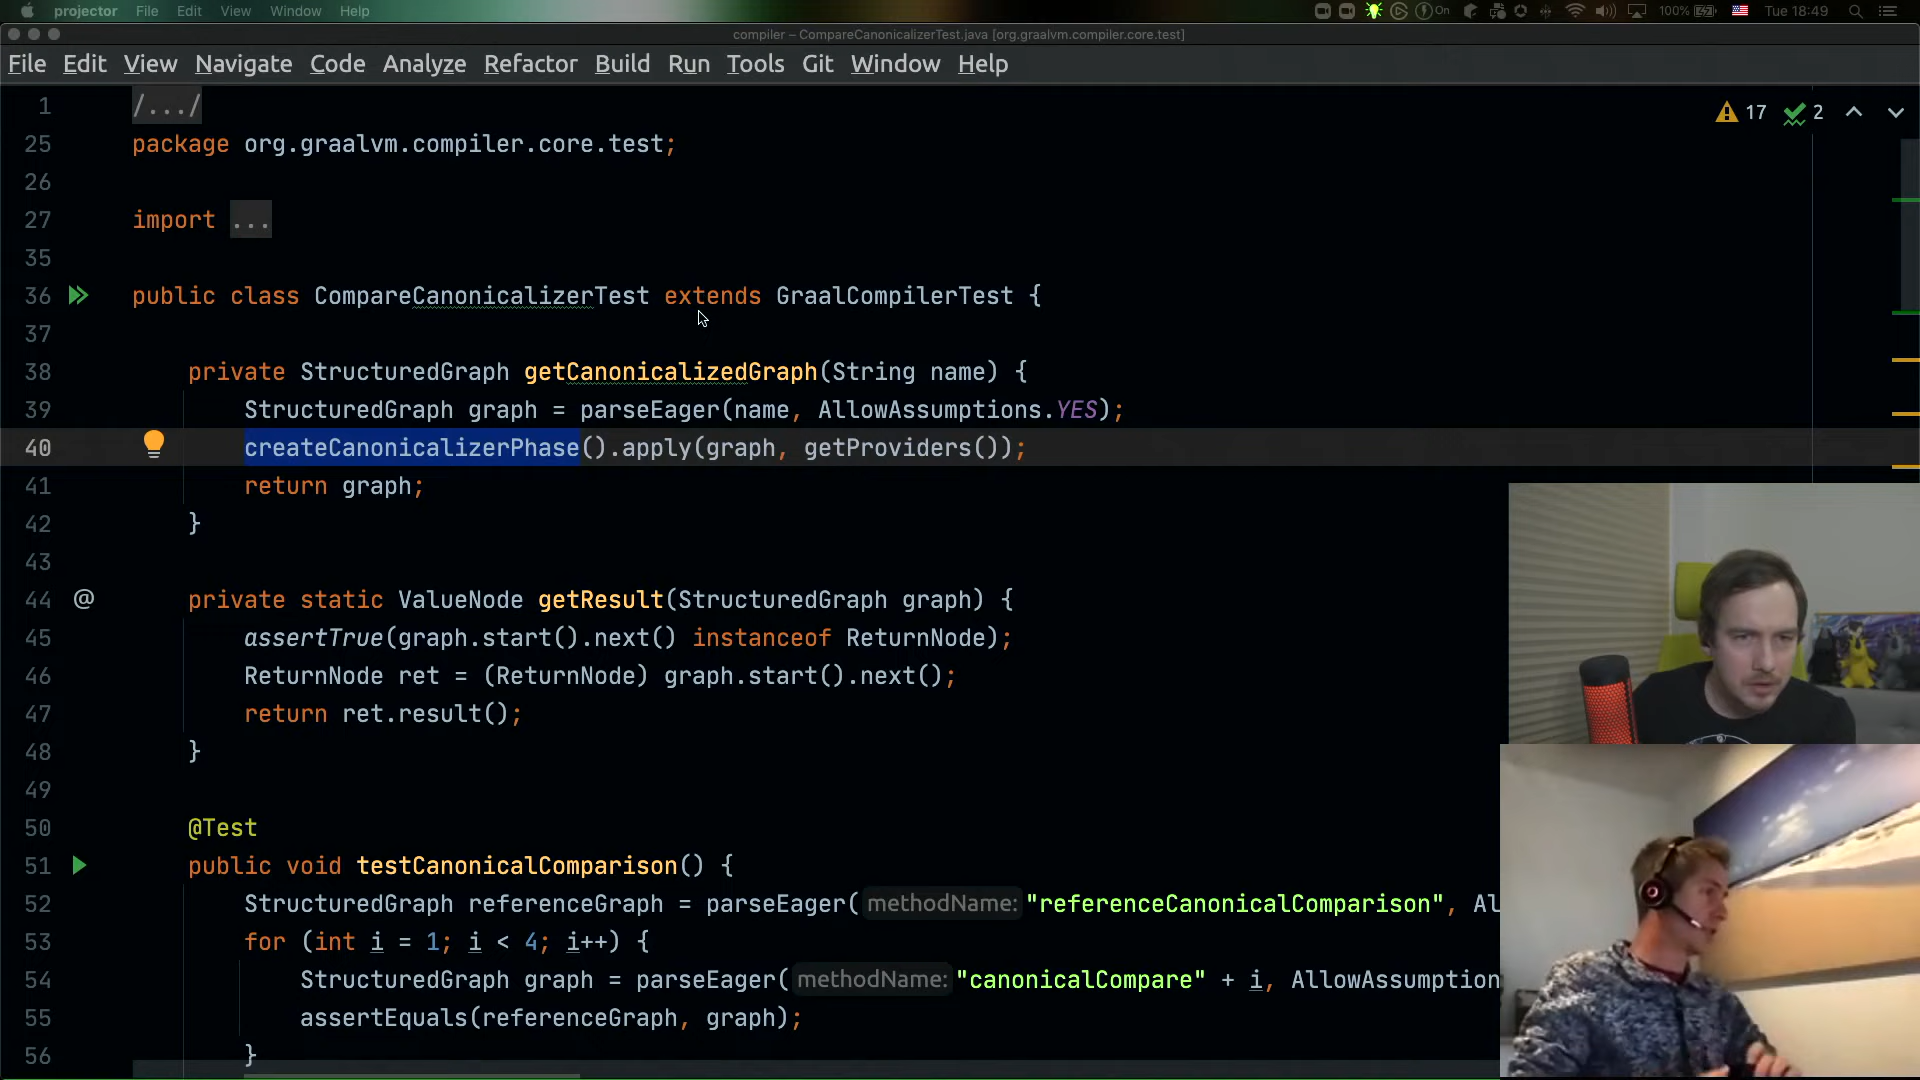 projector File Edit View Window Help On 100% Tue 18:49
compiler – CompareCanonicalizerTest.java [org.graalvm.compiler.core.test]
File Edit View Navigate Code Analyze Refactor Build Run Tools Git Window Help
1 /.../ 17 2
25 package org.graalvm.compiler.core.test;
26
27 import ...
35
36 public class CompareCanonicalizerTest extends GraalCompilerTest {
37
38 private StructuredGraph getCanonicalizedGraph(String name) {
39 StructuredGraph graph = parseEager(name, AllowAssumptions.YES);
40 createCanonicalizerPhase().apply(graph, getProviders());
41 return graph;
42 }
43
44 @ private static ValueNode getResult(StructuredGraph graph) {
45 assertTrue(graph.start().next() instanceof ReturnNode);
46 ReturnNode ret = (ReturnNode) graph.start().next();
47 return ret.result();
48 }
49
50 @Test
51 public void testCanonicalComparison() {
52 StructuredGraph referenceGraph = parseEager( methodName: "referenceCanonicalComparison", Al
53 for (int i = 1; i < 4; i++) {
54 StructuredGraph graph = parseEager( methodName: "canonicalCompare" + i, AllowAssumption
55 assertEquals(referenceGraph, graph);
56 }